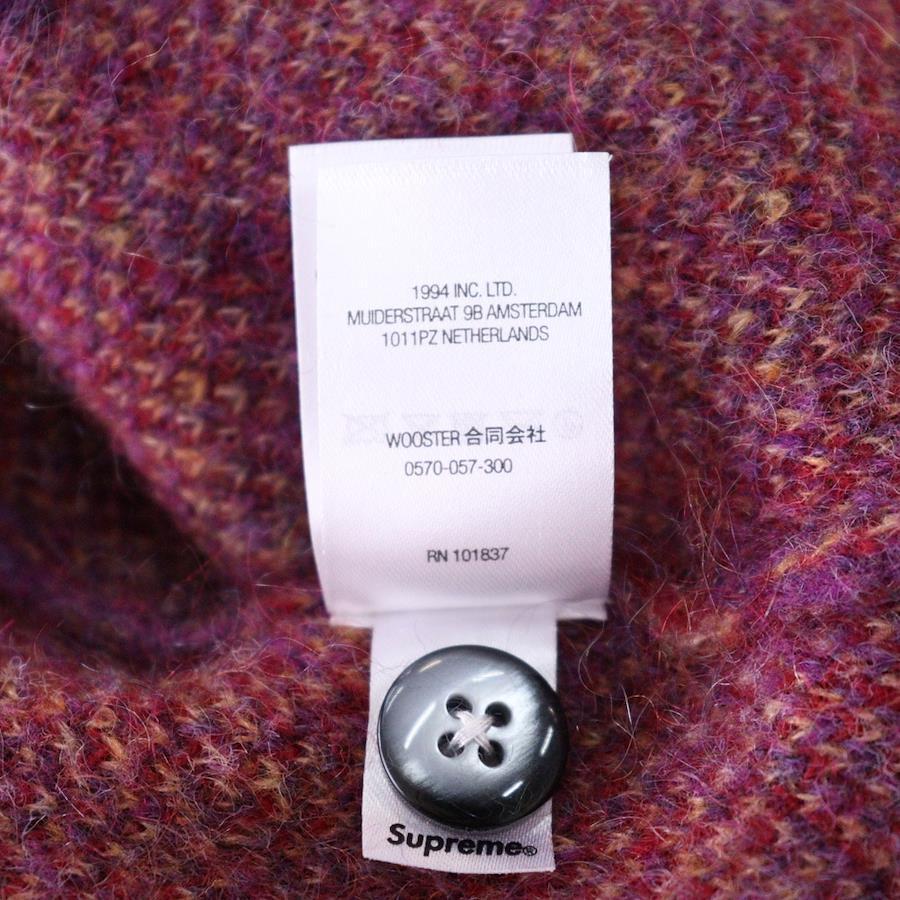 1994 INC. LTD.
MUIDERSTRAAT 9B AMSTERDAM
1011PZ NETHERLANDS
WOOSTER 合同会社
0570-057-300
RN 101837
Supreme®